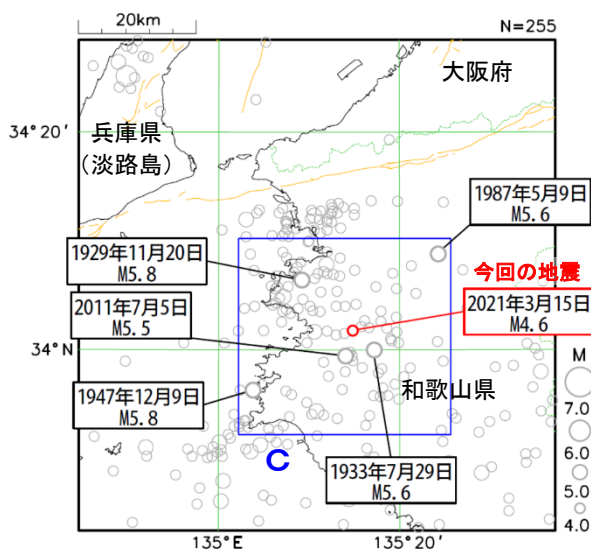 20km
N=255
大阪府
34°20′
兵庫県
（淡路島）
1987年5月9日
M5.6
1929年11月20日
M5.8
今回の地震
2021年3月15日
M4.6
2011年7月5日
M5.5
34°N
M
和歌山県
1947年12月9日
M5.8
7.0
6.0
C
1933年7月29日
M5.6
5.0
4.0
135°E
135°20′